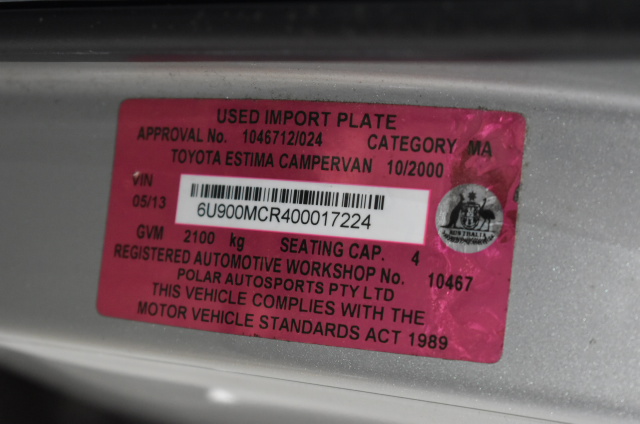 USED IMPORT PLATE
APPROVAL No. 1046712/024 CATEGORY MA
TOYOTA ESTIMA CAMPERVAN 10/2000
VIN
05/13 6U900MCR400017224
AUSTRALIA
GVM 2100 kg SEATING CAP. 4
REGISTERED AUTOMOTIVE WORKSHOP No. 10467
POLAR AUTOSPORTS PTY LTD
THIS VEHICLE COMPLIES WITH THE
MOTOR VEHICLE STANDARDS ACT 1989